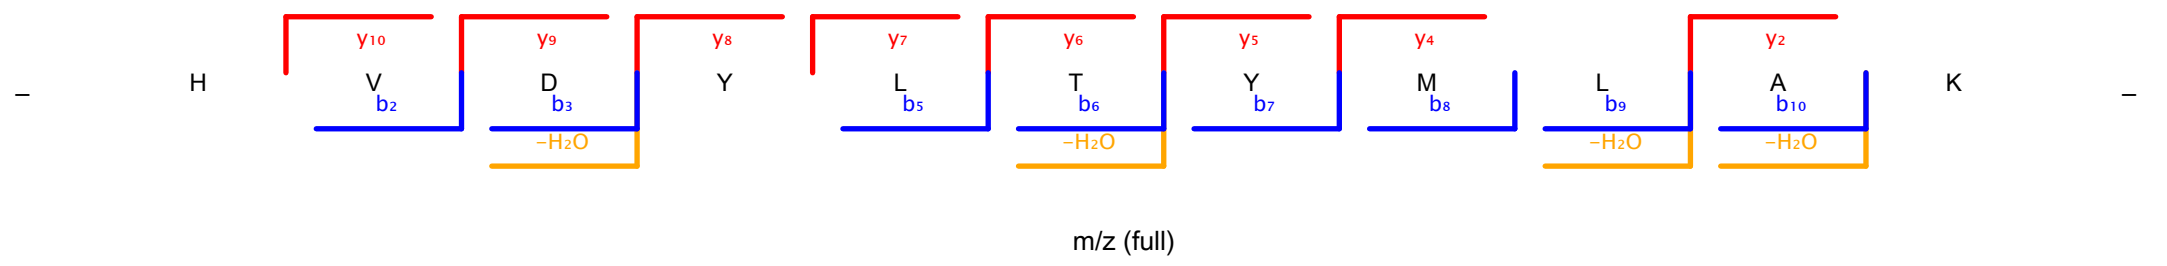 y₁₀ y₉ y₈ y₇ y₆ y₅ y₄ y₂
_ H V D Y L T Y M L A K _
b₂ b₃ b₅ b₆ b₇ b₈ b₉ b₁₀
−H₂O −H₂O −H₂O −H₂O
m/z (full)